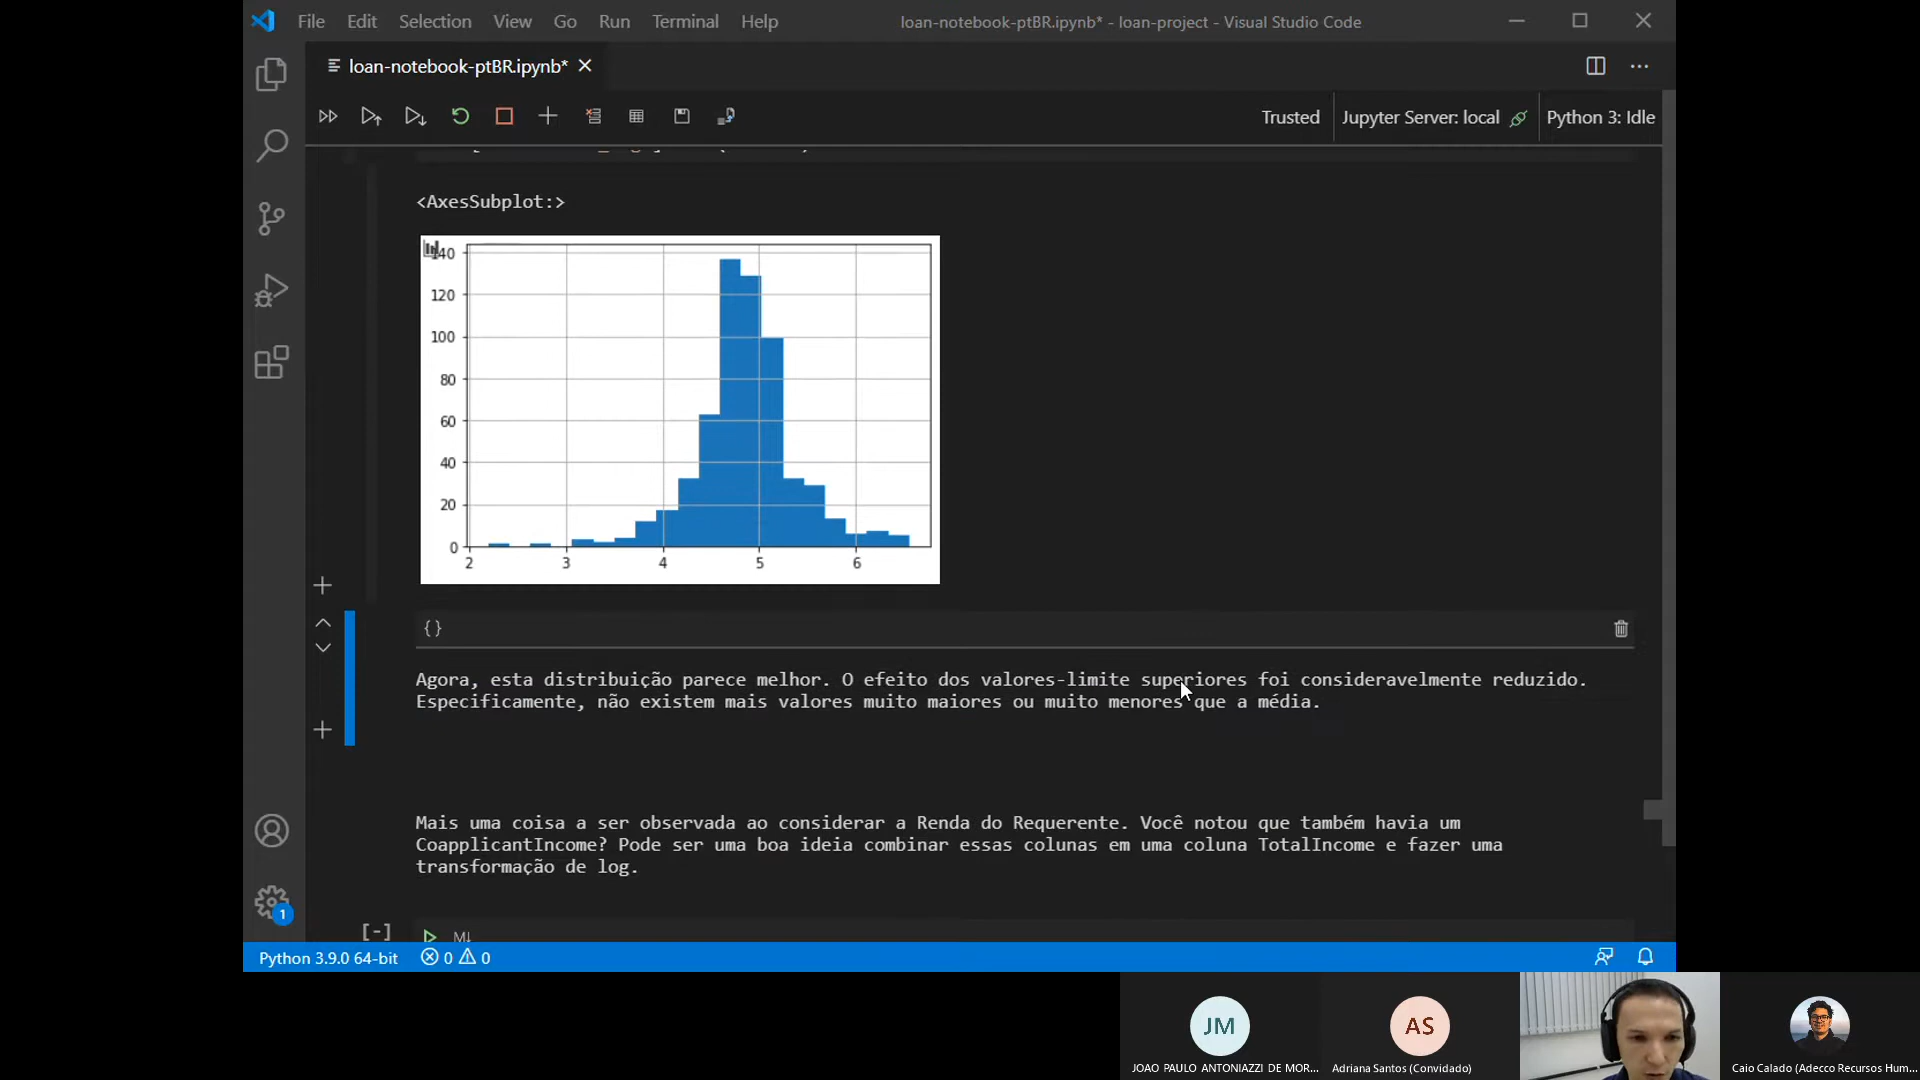 File Edit Selection View Go Run Terminal Help
loan-notebook-ptBR.ipynb* - loan-project - Visual Studio Code
loan-notebook-ptBR.ipynb*
Trusted
Jupyter Server: local
Python 3: Idle
<AxesSubplot:>
140
120
100
80
60
40
20
0
2 3 4 5 6
{}
Agora, esta distribuição parece melhor. O efeito dos valores-limite superiores foi consideravelmente reduzido.
Especificamente, não existem mais valores muito maiores ou muito menores que a média.
Mais uma coisa a ser observada ao considerar a Renda do Requerente. Você notou que também havia um
CoapplicantIncome? Pode ser uma boa ideia combinar essas colunas em uma coluna TotalIncome e fazer uma
transformação de log.
[-]
M↓
1
Python 3.9.0 64-bit
0 0
JM
AS
JOAO PAULO ANTONIAZZI DE MOR...
Adriana Santos (Convidado)
Caio Calado (Adecco Recursos Hum...